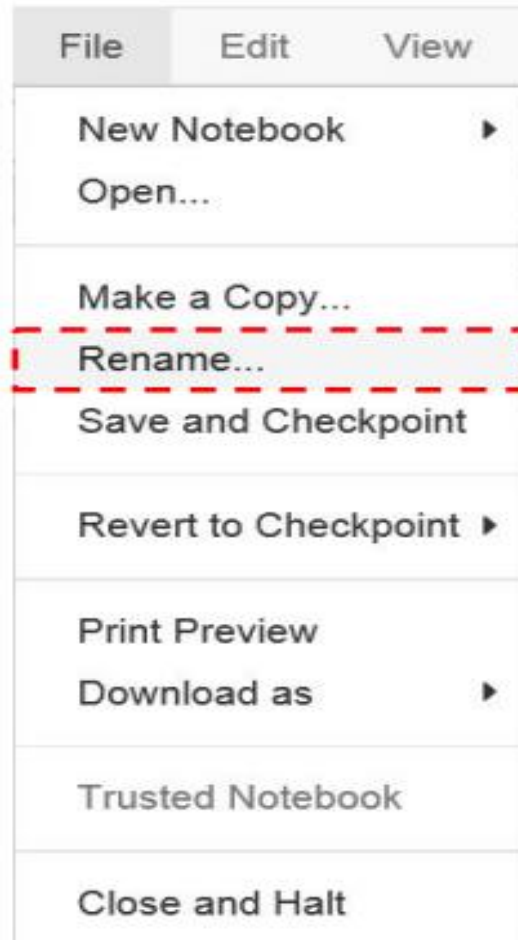 File Edit View
New Notebook
Open...
Make a Copy...
Rename...
Save and Checkpoint
Revert to Checkpoint
Print Preview
Download as
Trusted Notebook
Close and Halt